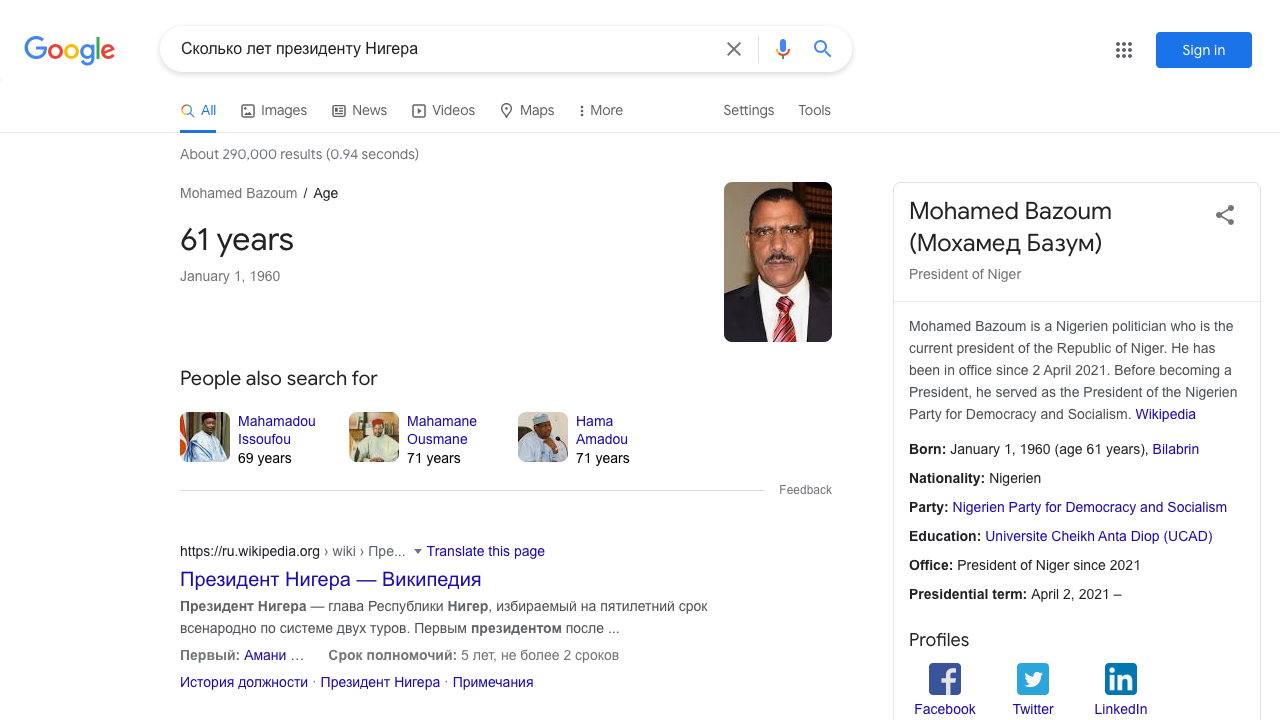 Google
Сколько лет президенту Нигера
Sign in
All
Images
News
Videos
Maps
More
Settings
Tools
About 290,000 results (0.94 seconds)
Mohamed Bazoum / Age
61 years
January 1, 1960
People also search for
Mahamadou
Issoufou
69 years
Mahamane
Ousmane
71 years
Hama
Amadou
71 years
Feedback
https://ru.wikipedia.org › wiki › Пре... Translate this page
Президент Нигера — Википедия
Президент Нигера — глава Республики Нигер, избираемый на пятилетний срок
всенародно по системе двух туров. Первым президентом после ...
Первый: Амани … Срок полномочий: 5 лет, не более 2 сроков
История должности · Президент Нигера · Примечания
Mohamed Bazoum
(Мохамед Базум)
President of Niger
Mohamed Bazoum is a Nigerien politician who is the
current president of the Republic of Niger. He has
been in office since 2 April 2021. Before becoming a
President, he served as the President of the Nigerien
Party for Democracy and Socialism. Wikipedia
Born: January 1, 1960 (age 61 years), Bilabrin
Nationality: Nigerien
Party: Nigerien Party for Democracy and Socialism
Education: Universite Cheikh Anta Diop (UCAD)
Office: President of Niger since 2021
Presidential term: April 2, 2021 –
Profiles
Facebook
Twitter
LinkedIn